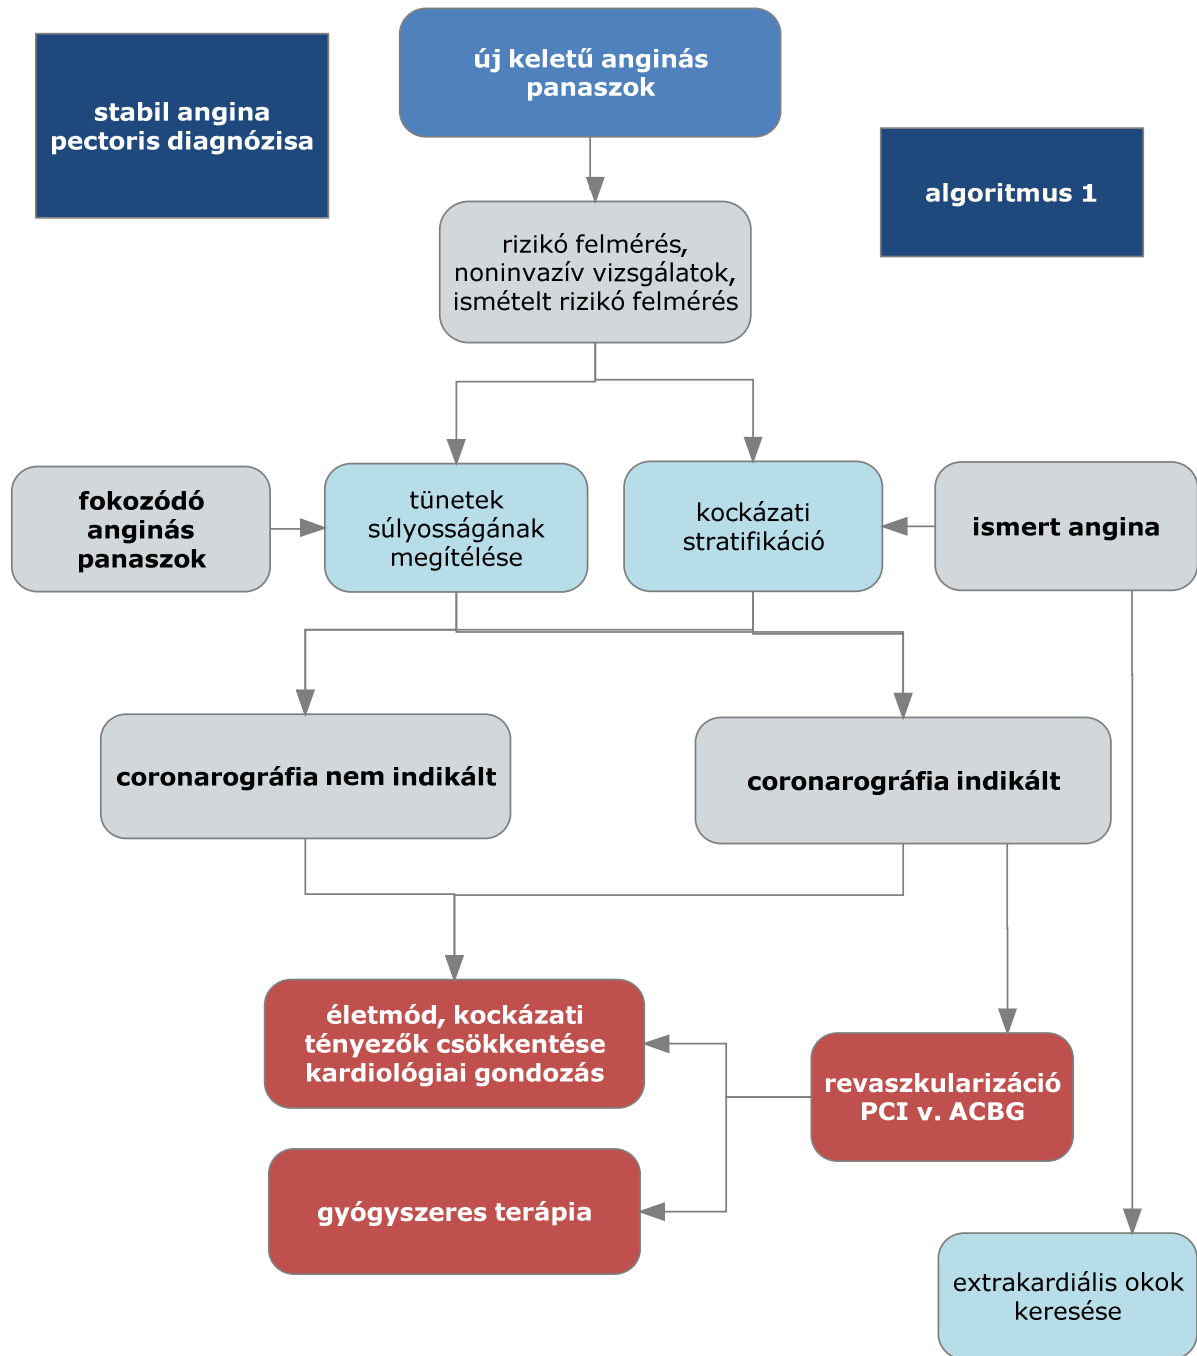 új keletű anginás
panaszok
stabil angina
pectoris diagnózisa
algoritmus 1
rizikó felmérés,
noninvazív vizsgálatok,
ismételt rizikó felmérés
fokozódó
anginás
panaszok
tünetek
súlyosságának
megítélése
kockázati
stratifikáció
ismert angina
coronarográfia nem indikált
coronarográfia indikált
életmód, kockázati
tényezők csökkentése
kardiológiai gondozás
revaszkularizáció
PCI v. ACBG
gyógyszeres terápia
extrakardiális okok
keresése